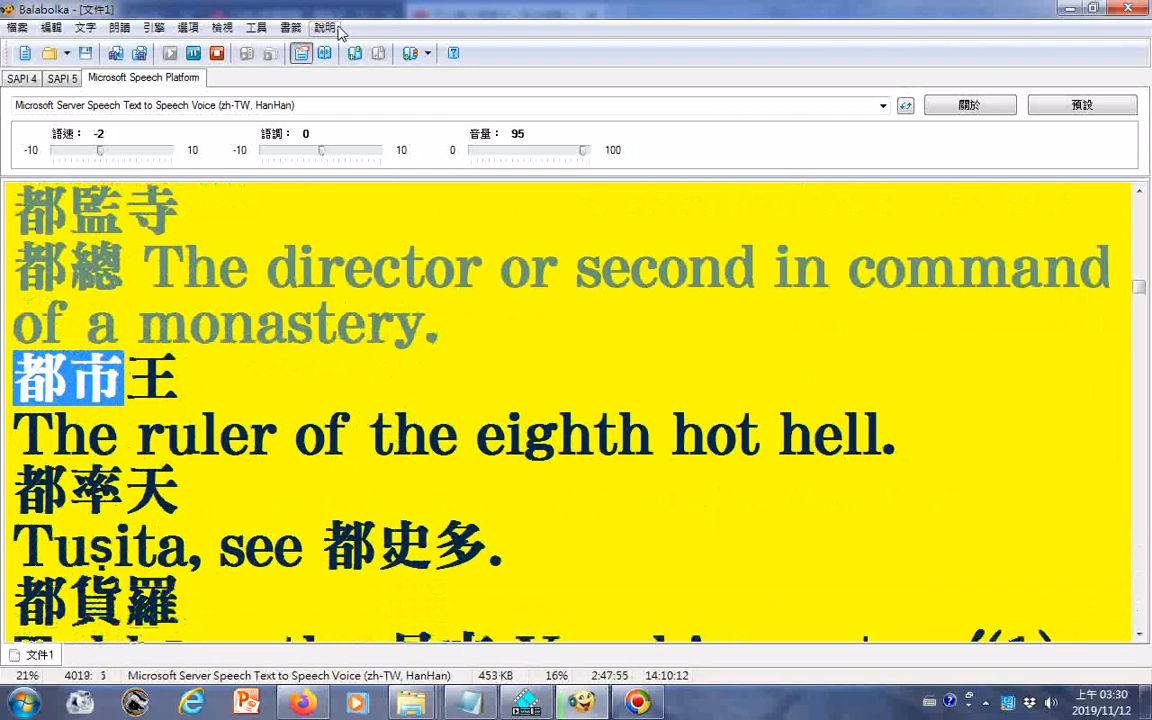 Balabolka - [文件1]
檔案 編輯 文字 朗讀 引擎 選項 檢視 工具 書籤 說明
SAPI 4 SAPI 5 Microsoft Speech Platform
Microsoft Server Speech Text to Speech Voice (zh-TW, HanHan) 關於 預設
語速： -2 語調： 0 音量： 95
-10 10 -10 10 0 100
都監寺
都總 The director or second in command
of a monastery.
都市王
The ruler of the eighth hot hell.
都率天
Tuṣita, see 都史多.
都貨羅
文件1
21% 4019: 5 Microsoft Server Speech Text to Speech Voice (zh-TW, HanHan) 453 KB 16% 2:47:55 14:10:12
上午 03:30
2019/11/12